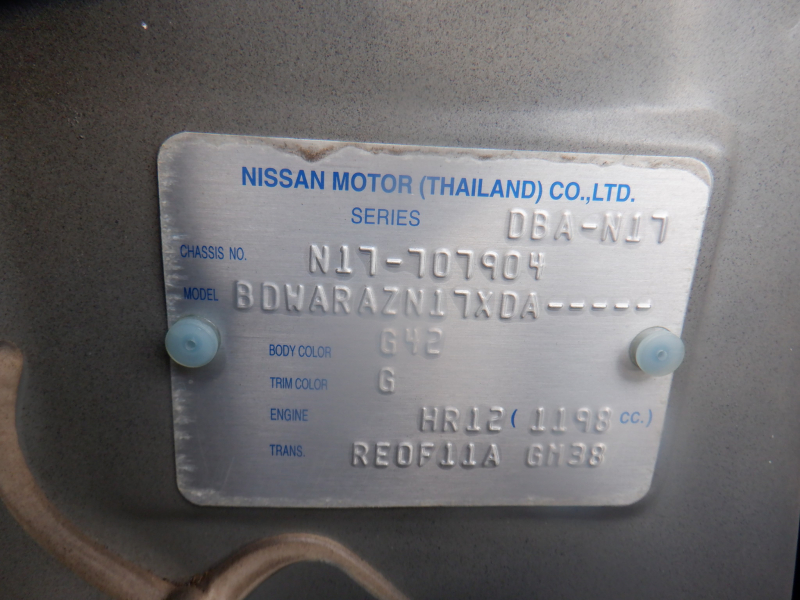 NISSAN MOTOR (THAILAND) CO.,LTD.
SERIES DBA-N17
CHASSIS NO. N17-707904
MODEL BDWARAZN17XDA-----
BODY COLOR G42
TRIM COLOR G
ENGINE HR12 ( 1198 CC. )
TRANS. RE0F11A GM38